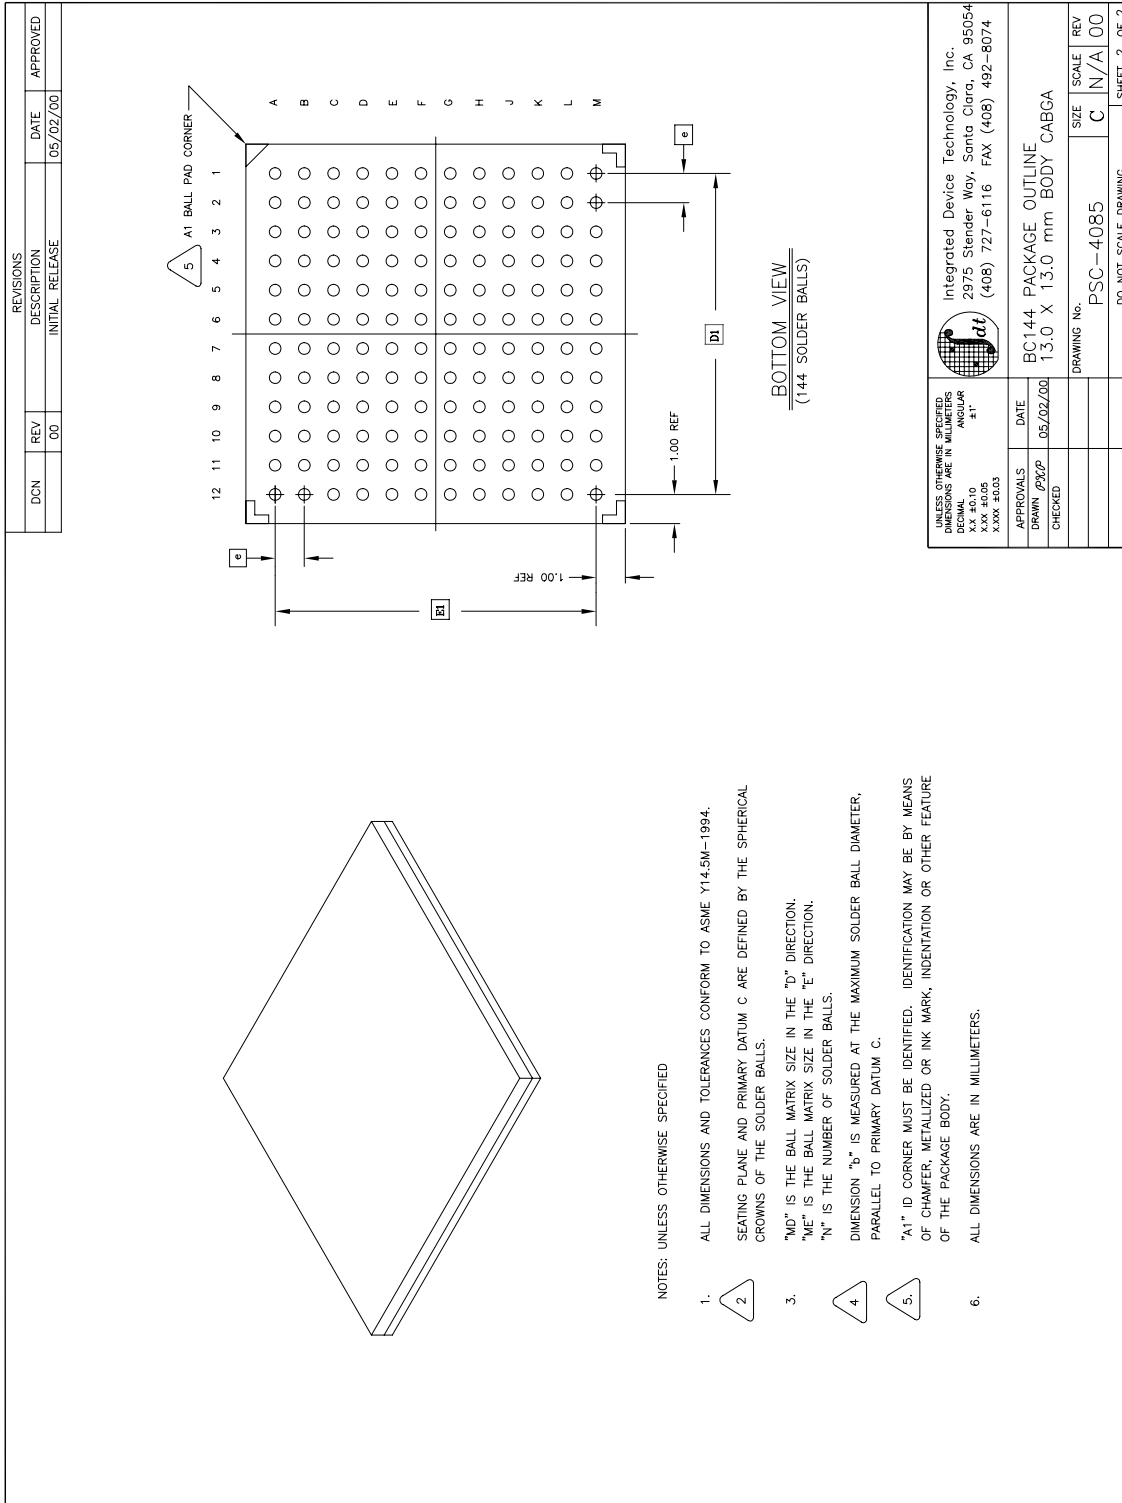 REVISIONS
DCN REV DESCRIPTION DATE APPROVED
00 INITIAL RELEASE 05/02/00
5 A1 BALL PAD CORNER
12 11 10 9 8 7 6 5 4 3 2 1
A
B
C
D
E
F
G
H
J
K
L
M
e
E1
1.00 REF
1.00 REF
D1
e
BOTTOM VIEW
(144 SOLDER BALLS)
NOTES: UNLESS OTHERWISE SPECIFIED
1. ALL DIMENSIONS AND TOLERANCES CONFORM TO ASME Y14.5M-1994.
2 SEATING PLANE AND PRIMARY DATUM C ARE DEFINED BY THE SPHERICAL
CROWNS OF THE SOLDER BALLS.
3. "MD" IS THE BALL MATRIX SIZE IN THE "D" DIRECTION.
"ME" IS THE BALL MATRIX SIZE IN THE "E" DIRECTION.
"N" IS THE NUMBER OF SOLDER BALLS.
4 DIMENSION "b" IS MEASURED AT THE MAXIMUM SOLDER BALL DIAMETER,
PARALLEL TO PRIMARY DATUM C.
5. "A1" ID CORNER MUST BE IDENTIFIED. IDENTIFICATION MAY BE BY MEANS
OF CHAMFER, METALLIZED OR INK MARK, INDENTATION OR OTHER FEATURE
OF THE PACKAGE BODY.
6. ALL DIMENSIONS ARE IN MILLIMETERS.
UNLESS OTHERWISE SPECIFIED
DIMENSIONS ARE IN MILLIMETERS
DECIMAL ANGULAR
X.X ±0.10 ±1°
X.XX ±0.05
X.XXX ±0.03
APPROVALS DATE
DRAWN 05/02/00
CHECKED
idt
Integrated Device Technology, Inc.
2975 Stender Way, Santa Clara, CA 95054
(408) 727-6116 FAX (408) 492-8074
BC144 PACKAGE OUTLINE
13.0 X 13.0 mm BODY CABGA
SIZE SCALE REV
C N/A 00
DRAWING No.
PSC-4085
DO NOT SCALE DRAWING SHEET 2 OF 2